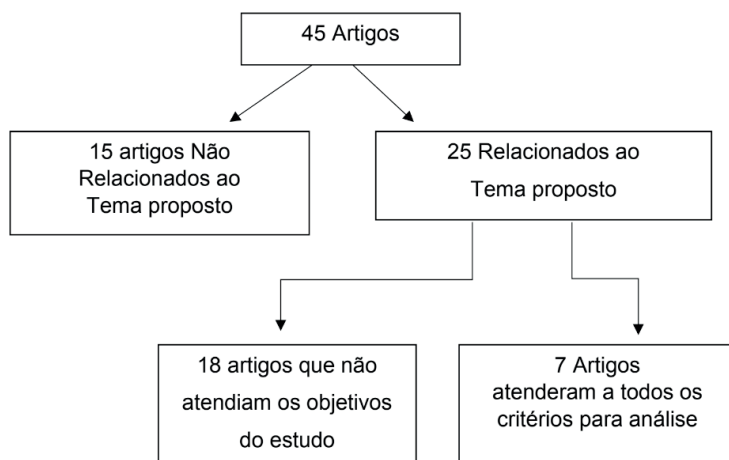 45 Artigos
15 artigos Não
Relacionados ao
Tema proposto
25 Relacionados ao
Tema proposto
18 artigos que não
atendiam os objetivos
do estudo
7 Artigos
atenderam a todos os
critérios para análise